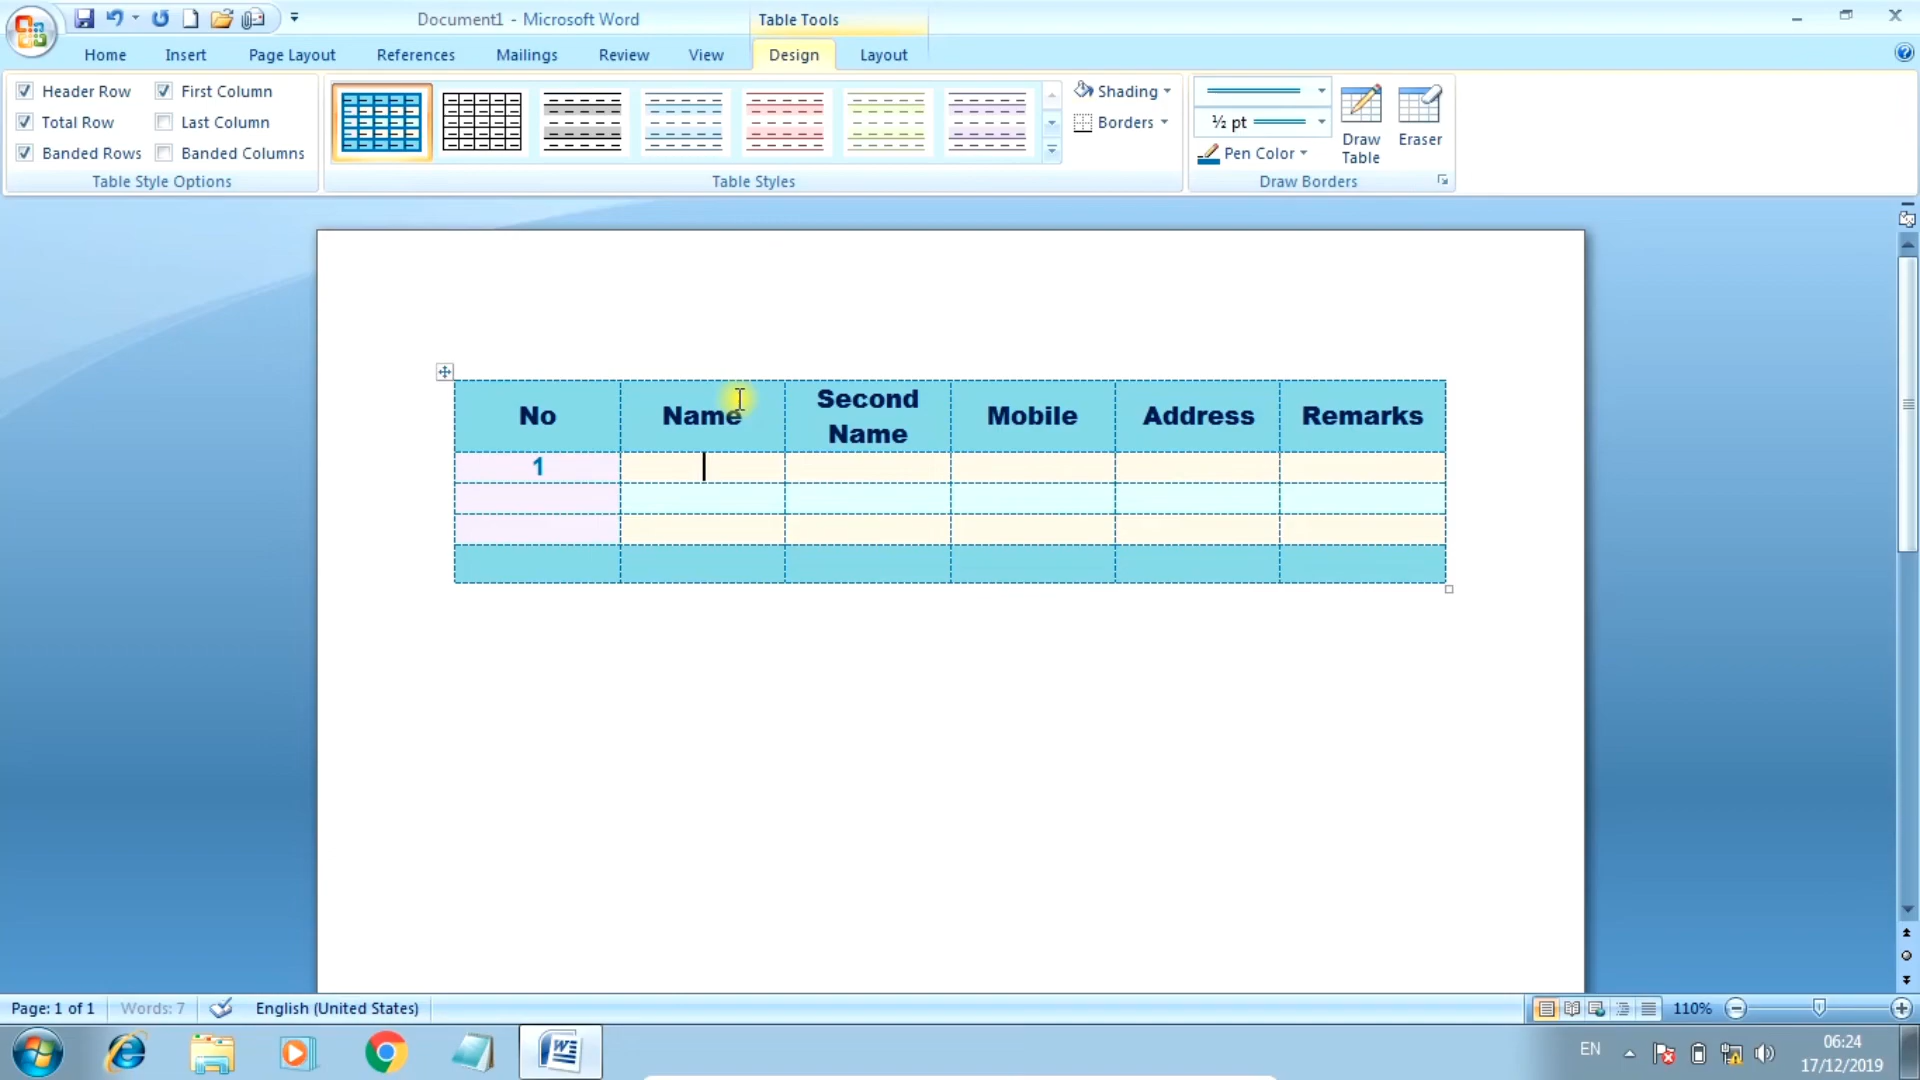 Document1 - Microsoft Word
Table Tools
Home Insert Page Layout References Mailings Review View Design Layout
Header Row First Column
Total Row Last Column
Banded Rows Banded Columns
Table Style Options
Table Styles
Shading
Borders
½ pt
Pen Color
Draw Table
Eraser
Draw Borders
No Name Second Name Mobile Address Remarks
1
Page: 1 of 1 Words: 7 English (United States) 110%
EN
06:24
17/12/2019